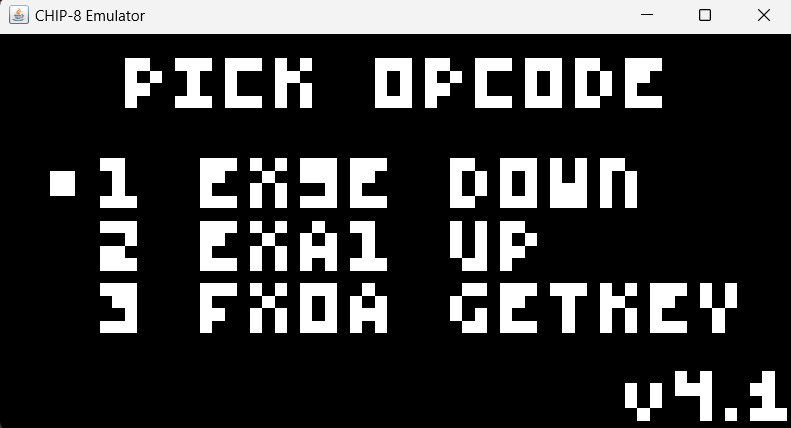 CHIP-8 Emulator
PICK OPCODE
1 EX9E DOWN
2 EXA1 UP
3 FX0A GETKEY
v4.1